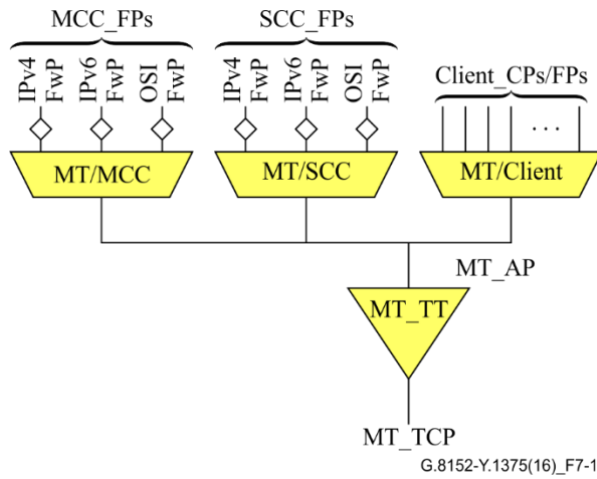 MCC_FPs
SCC_FPs
Client_CPs/FPs
IPv4
FwP
IPv6
FwP
OSI
FwP
IPv4
FwP
IPv6
FwP
OSI
FwP
...
MT/MCC
MT/SCC
MT/Client
MT_AP
MT_TT
MT_TCP
G.8152-Y.1375(16)_F7-1